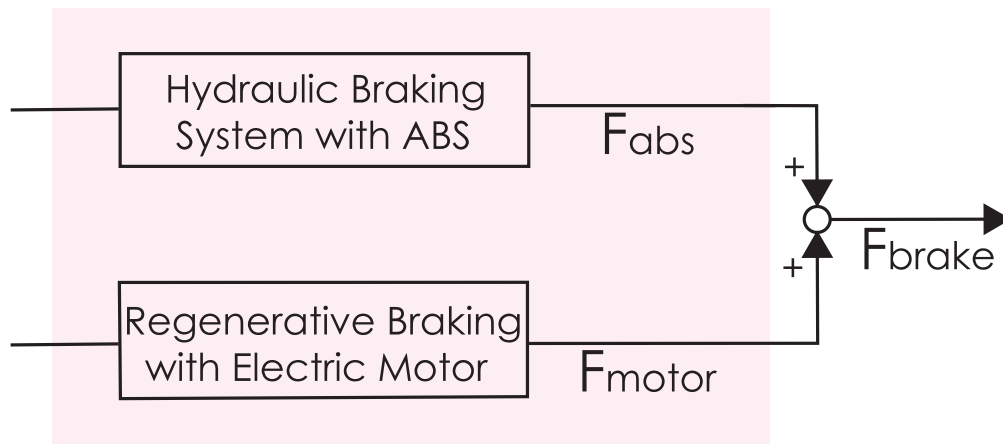 Hydraulic Braking
System with ABS
Fabs
+
Fbrake
+
Regenerative Braking
with Electric Motor
Fmotor